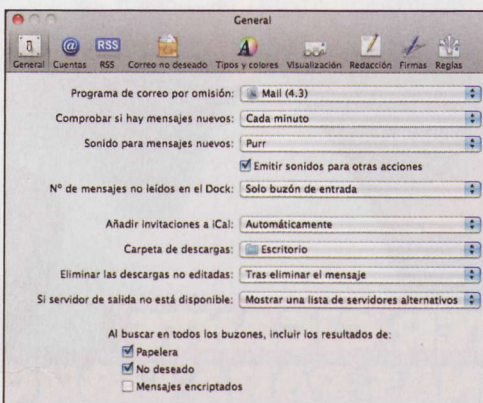 General
General Cuentas RSS Correo no deseado Tipos y colores Visualización Redacción Firmas Reglas
RSS
Programa de correo por omisión: Mail (4.3)
Comprobar si hay mensajes nuevos: Cada minuto
Sonido para mensajes nuevos: Purr
Emitir sonidos para otras acciones
Nº de mensajes no leídos en el Dock: Solo buzón de entrada
Añadir invitaciones a iCal: Automáticamente
Carpeta de descargas: Escritorio
Eliminar las descargas no editadas: Tras eliminar el mensaje
Si servidor de salida no está disponible: Mostrar una lista de servidores alternativos
Al buscar en todos los buzones, incluir los resultados de:
Papelera
No deseado
Mensajes encriptados